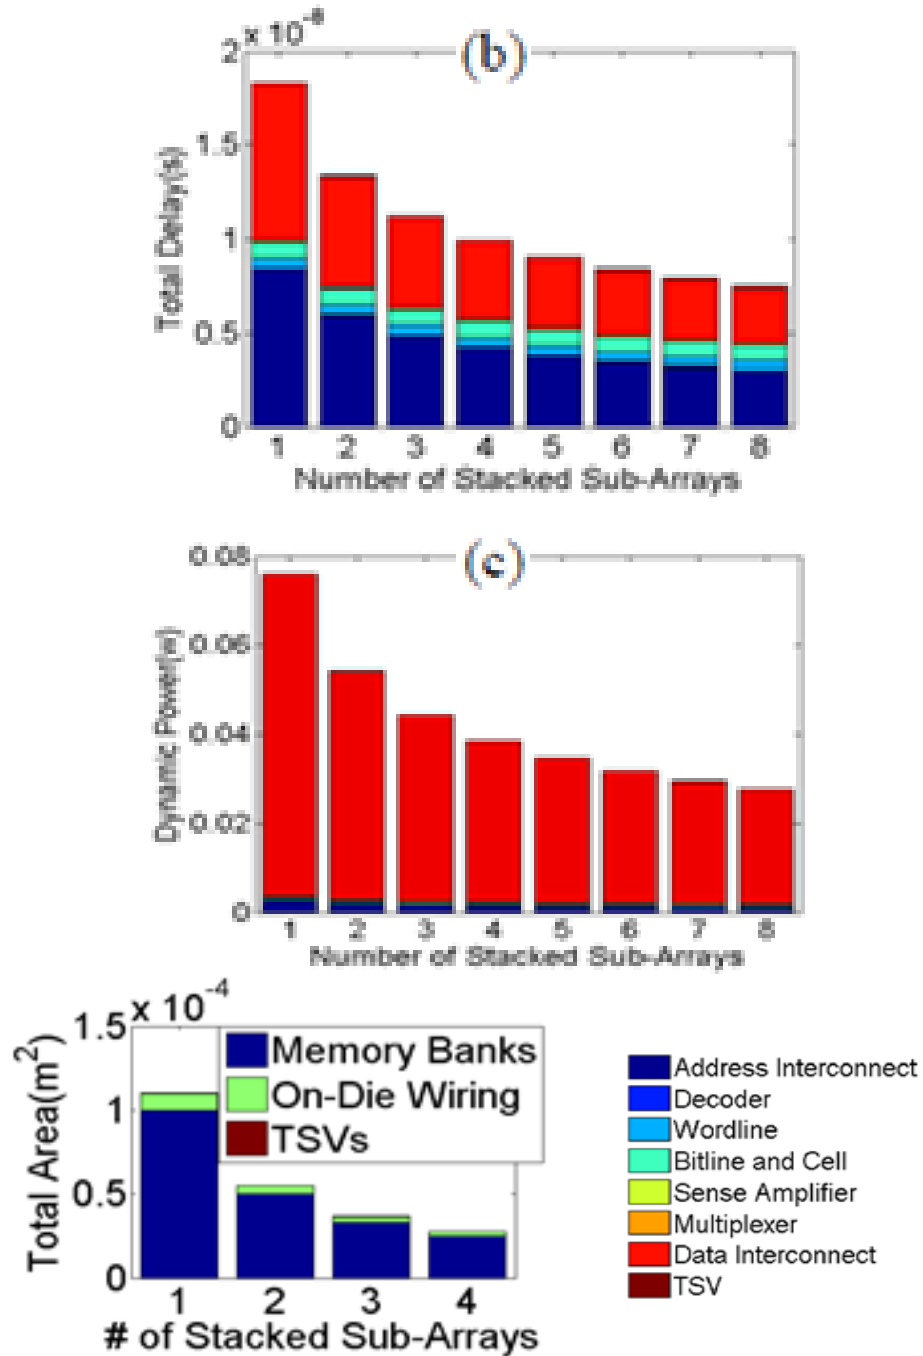 × 10⁻⁸
(b)
2
1.5
1
0.5
0
Total Delay(s)
1 2 3 4 5 6 7 8
Number of Stacked Sub-Arrays
(c)
0.08
0.06
0.04
0.02
0
Dynamic Power(w)
1 2 3 4 5 6 7 8
Number of Stacked Sub-Arrays
× 10⁻⁴
1.5
1
0.5
0
Total Area(m²)
Memory Banks
On-Die Wiring
TSVs
1 2 3 4
# of Stacked Sub-Arrays
Address Interconnect
Decoder
Wordline
Bitline and Cell
Sense Amplifier
Multiplexer
Data Interconnect
TSV